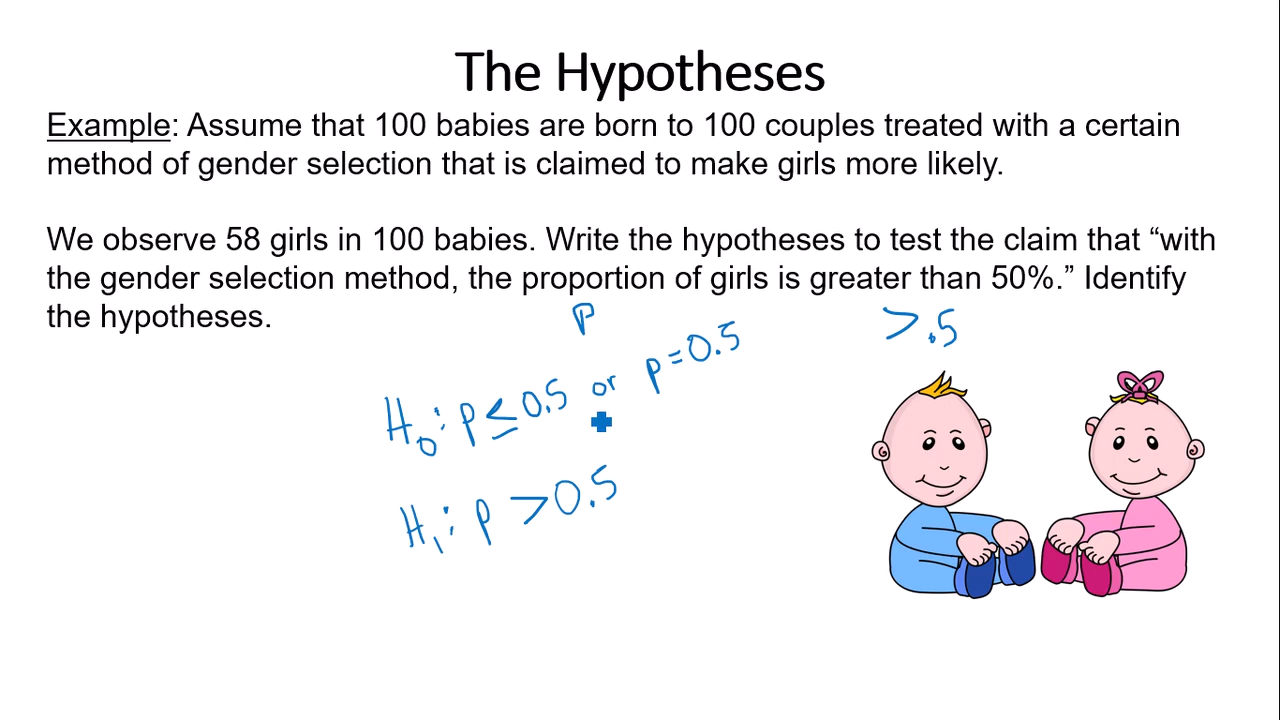 The Hypotheses
Example: Assume that 100 babies are born to 100 couples treated with a certain
method of gender selection that is claimed to make girls more likely.
We observe 58 girls in 100 babies. Write the hypotheses to test the claim that “with
the gender selection method, the proportion of girls is greater than 50%.” Identify
the hypotheses.
P
>.5
H₀: p ≤ 0.5 or p = 0.5
H₁: p > 0.5